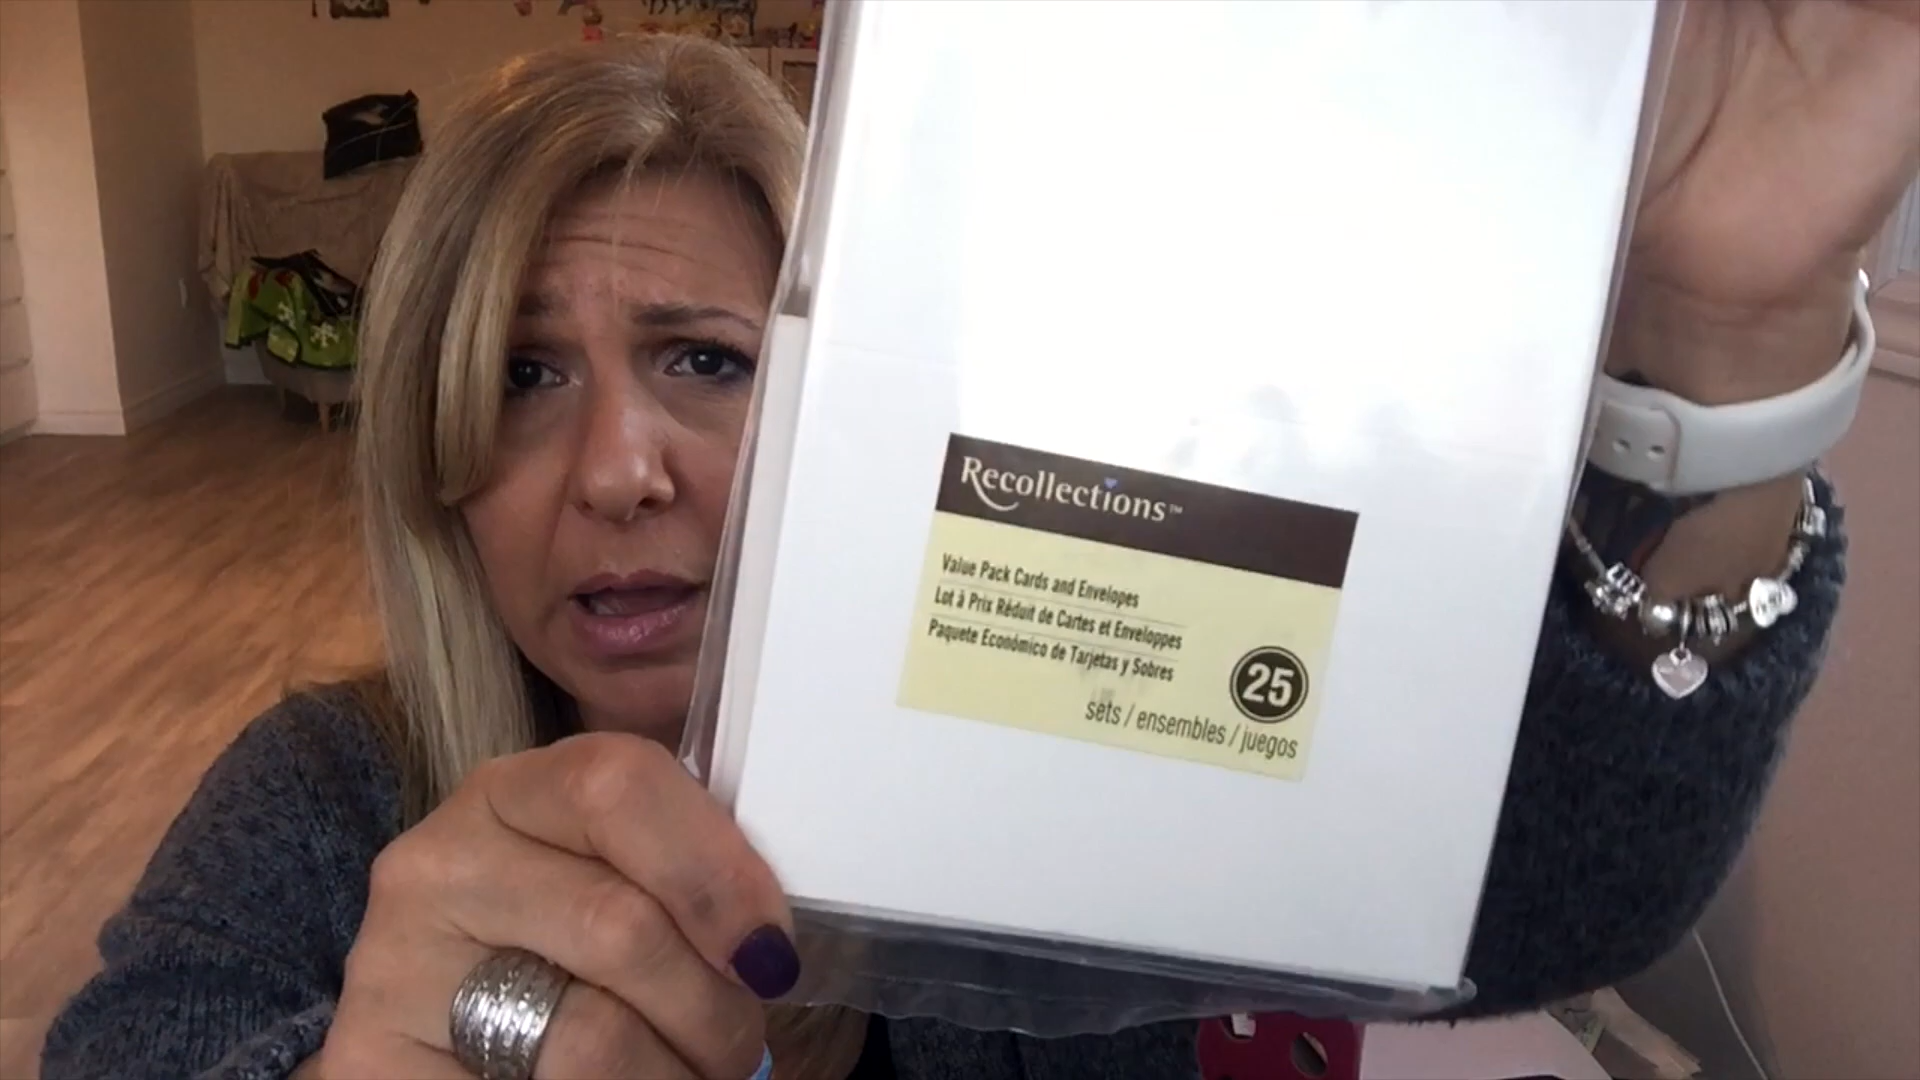 Recollections™
Value Pack Cards and Envelopes
Lot à Prix Réduit de Cartes et Enveloppes
Paquete Económico de Tarjetas y Sobres
25
sets / ensembles / juegos